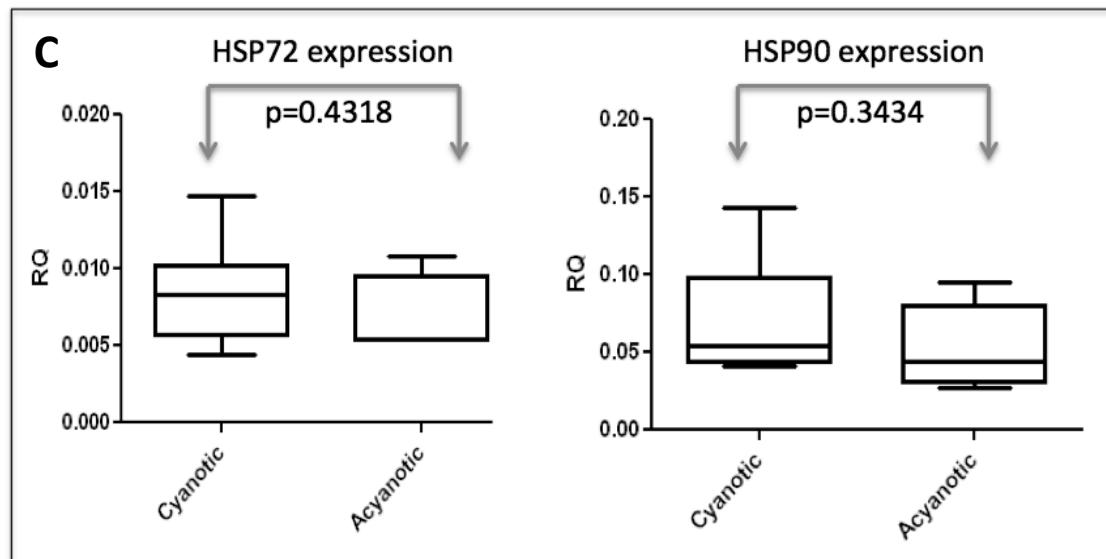 C
HSP72 expression
p=0.4318
0.020
0.015
0.010
0.005
0.000
RQ
Cyanotic
Acyanotic
HSP90 expression
p=0.3434
0.20
0.15
0.10
0.05
0.00
RQ
Cyanotic
Acyanotic